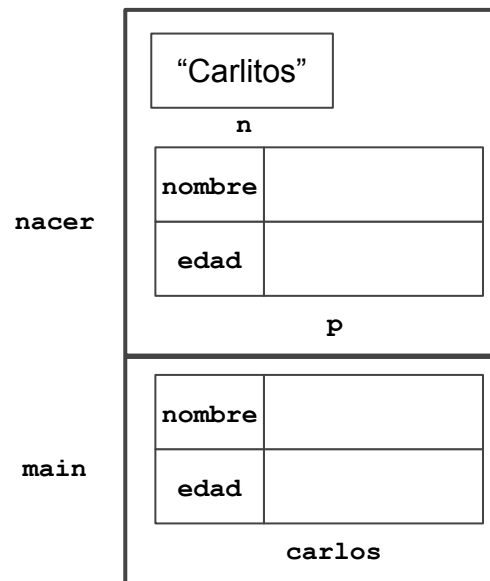 “Carlitos”
n
nacer
nombre
edad
p
main
nombre
edad
carlos